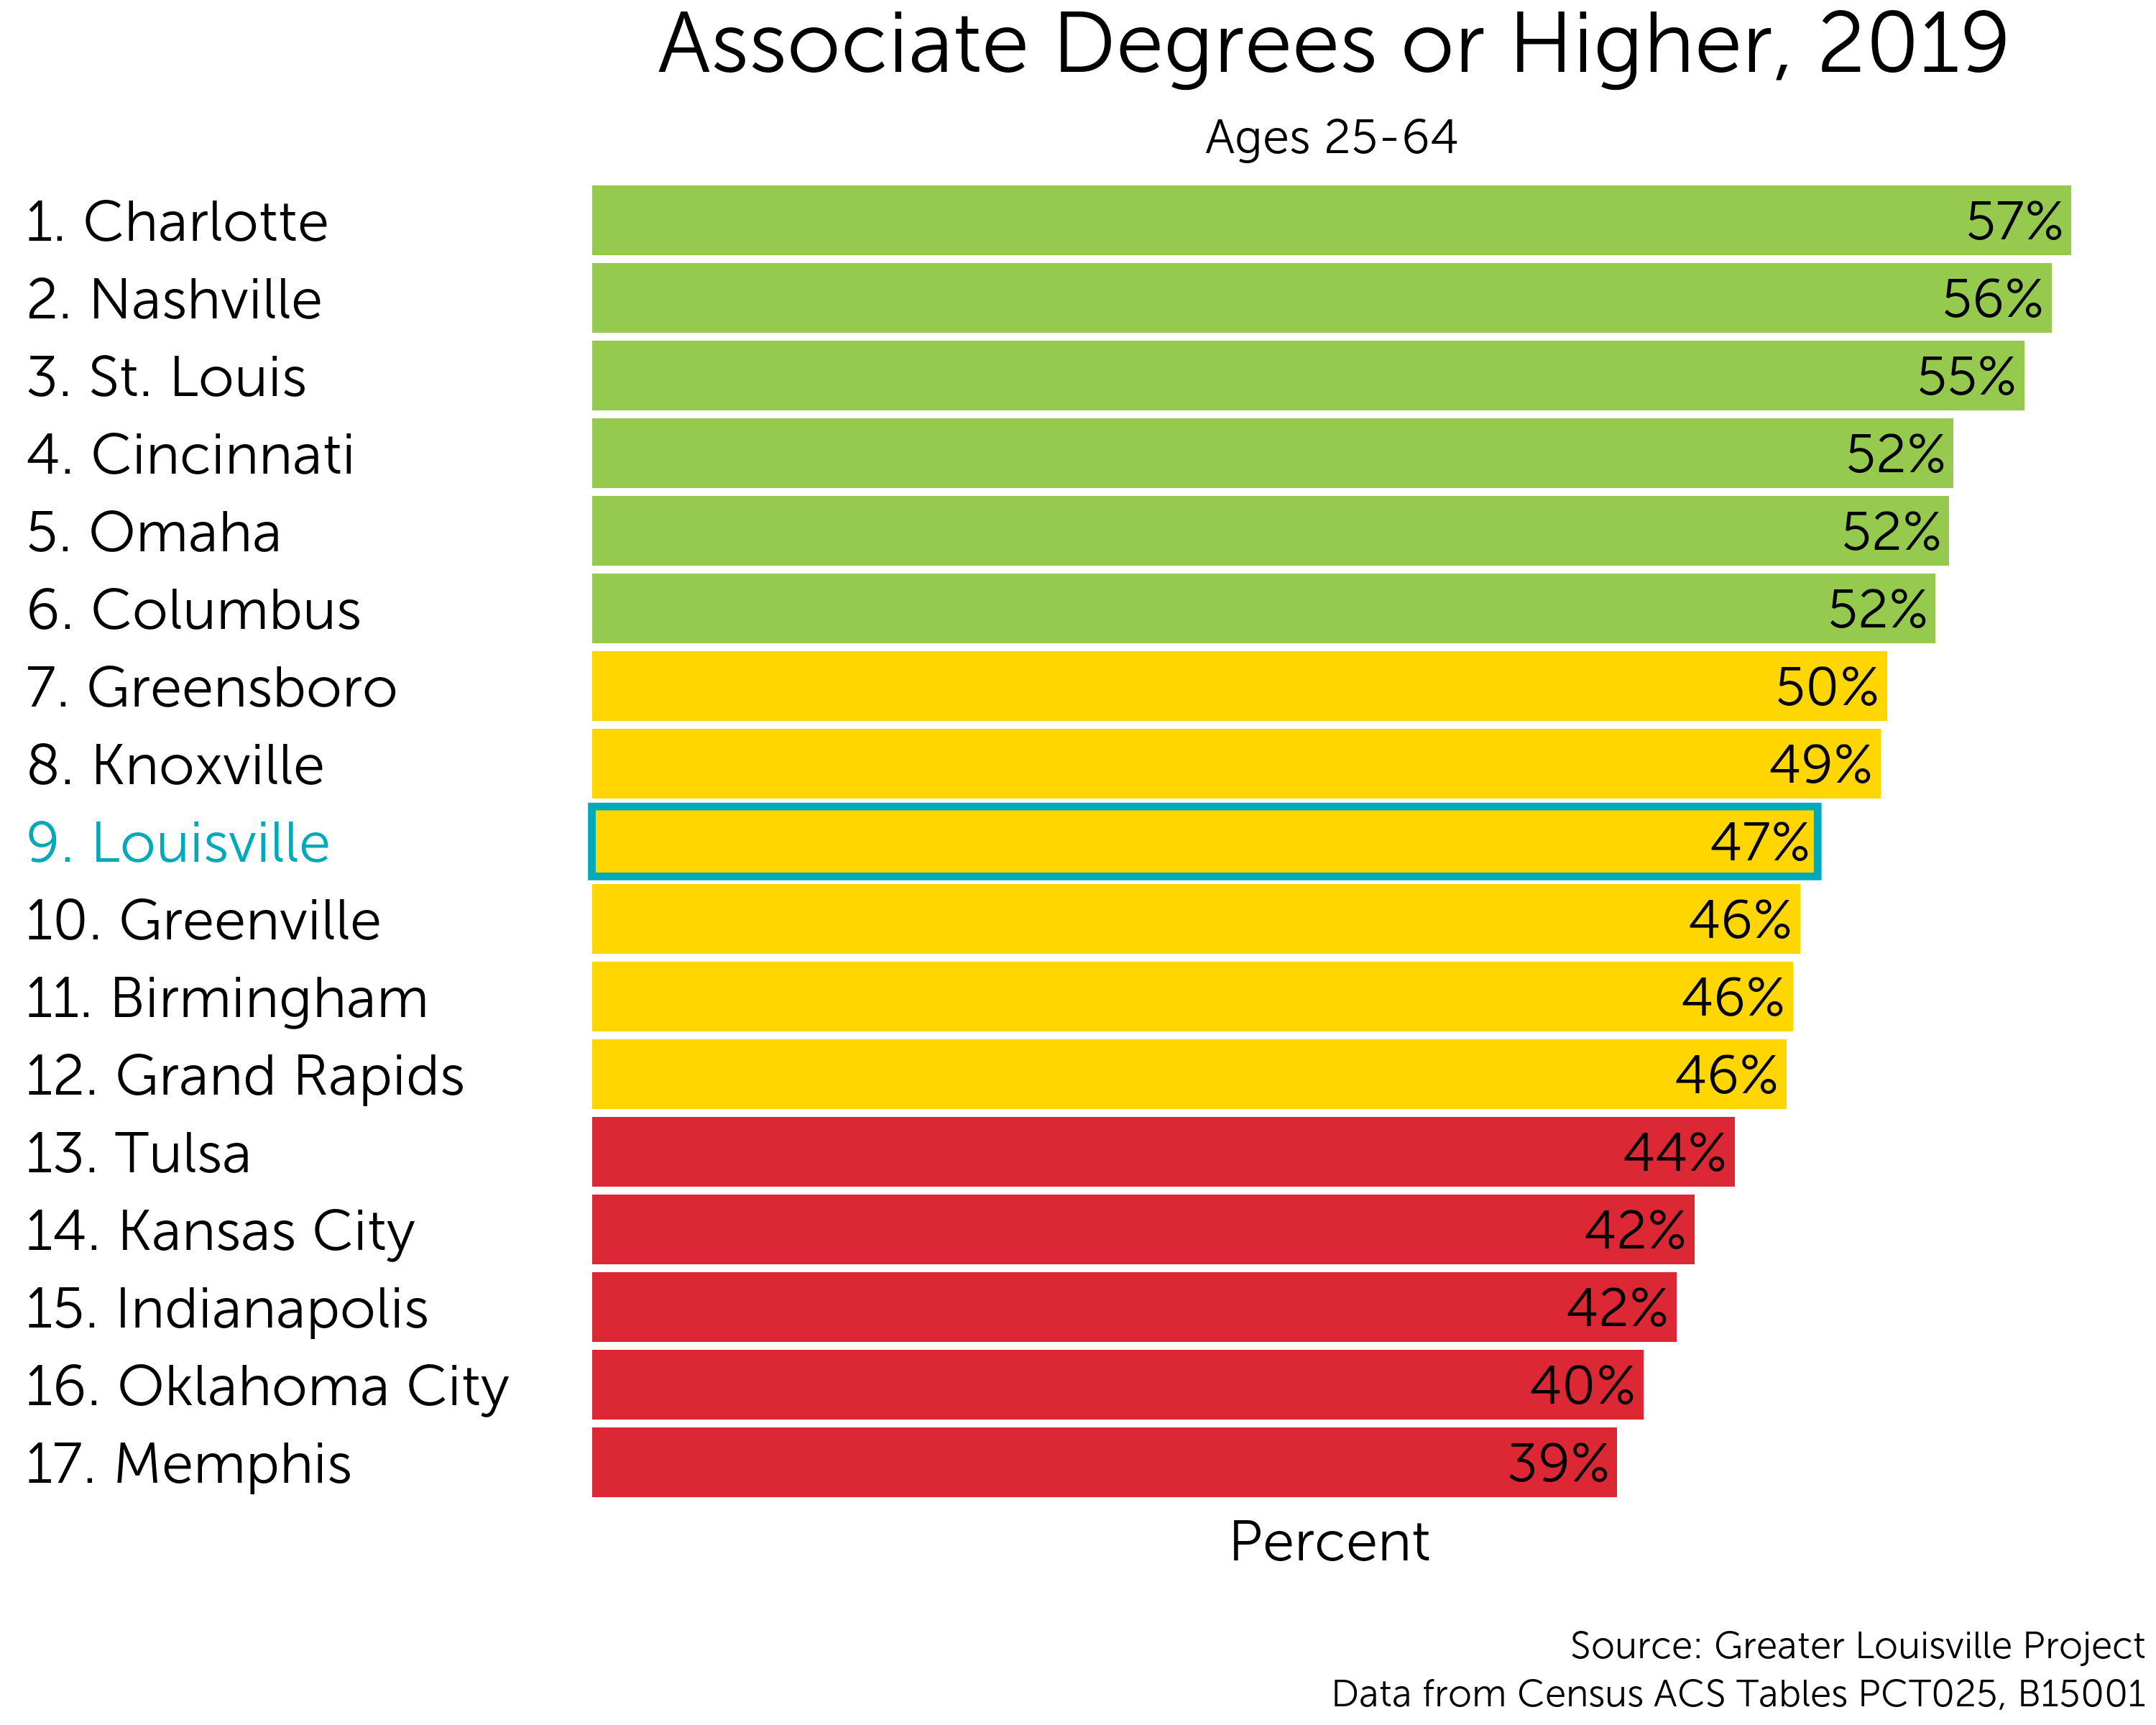 Associate Degrees or Higher, 2019
Ages 25-64
1. Charlotte 57%
2. Nashville 56%
3. St. Louis 55%
4. Cincinnati 52%
5. Omaha 52%
6. Columbus 52%
7. Greensboro 50%
8. Knoxville 49%
9. Louisville 47%
10. Greenville 46%
11. Birmingham 46%
12. Grand Rapids 46%
13. Tulsa 44%
14. Kansas City 42%
15. Indianapolis 42%
16. Oklahoma City 40%
17. Memphis 39%
Percent
Source: Greater Louisville Project
Data from Census ACS Tables PCT025, B15001